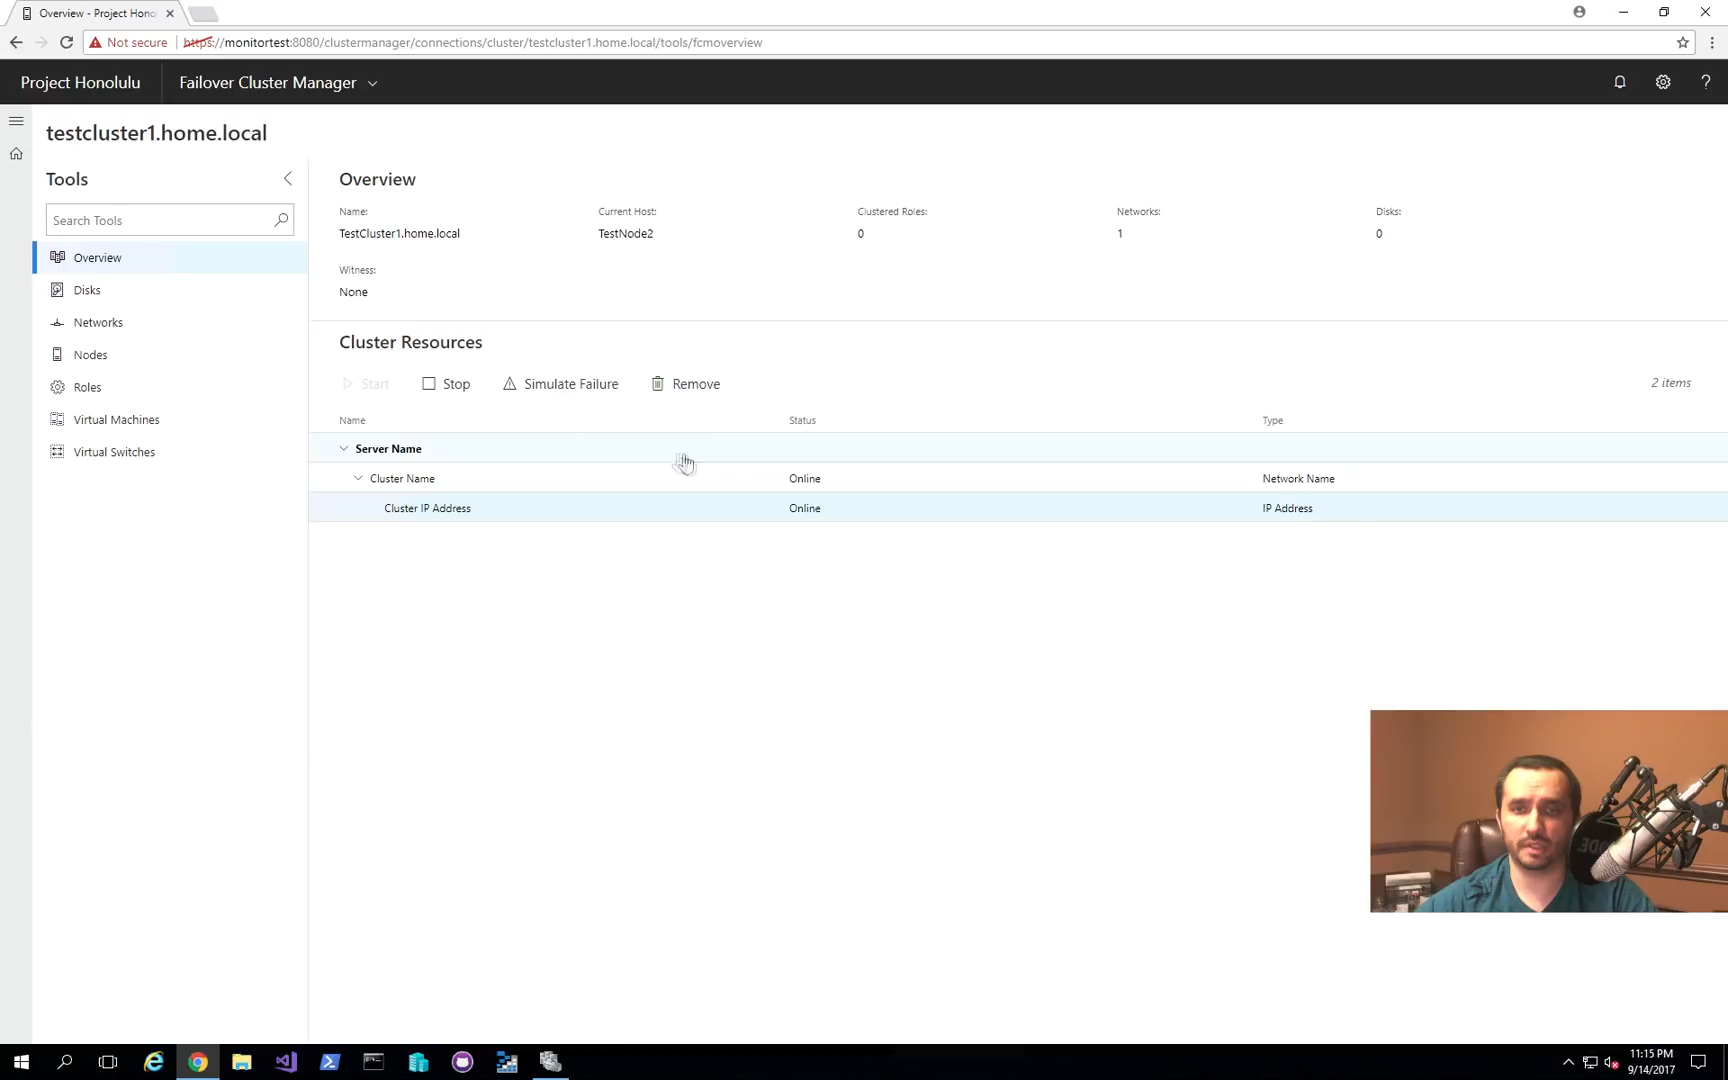 Overview - Project Hono
Not secure
https://monitortest:8080/clustermanager/connections/cluster/testcluster1.home.local/tools/fcmoverview
Project Honolulu
Failover Cluster Manager
?
testcluster1.home.local
Tools
Search Tools
Overview
Disks
Networks
Nodes
Roles
Virtual Machines
Virtual Switches
Overview
Name: Current Host: Clustered Roles: Networks: Disks:
TestCluster1.home.local TestNode2 0 1 0
Witness:
None
Cluster Resources
Start Stop Simulate Failure Remove 2 items
Name Status Type
Server Name
Cluster Name Online Network Name
Cluster IP Address Online IP Address
11:15 PM
9/14/2017